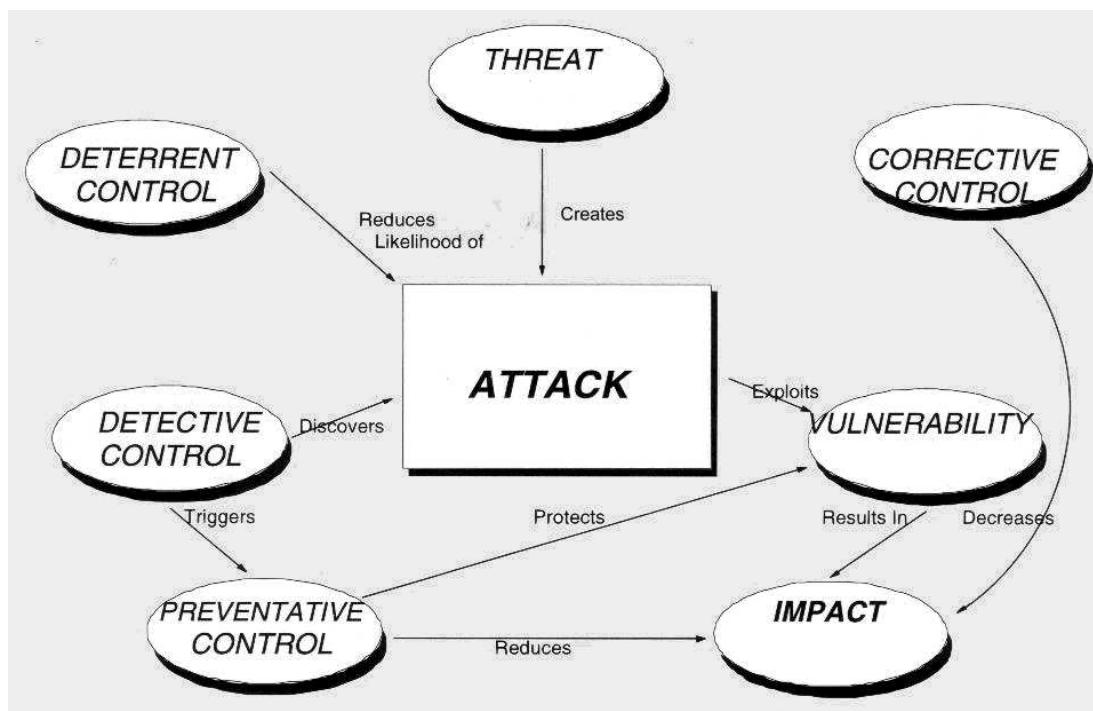 THREAT
DETERRENT
CONTROL
CORRECTIVE
CONTROL
Reduces
Likelihood of
Creates
ATTACK
Exploits
DETECTIVE
CONTROL
Discovers
VULNERABILITY
Triggers
Protects
Results In
Decreases
PREVENTATIVE
CONTROL
Reduces
IMPACT